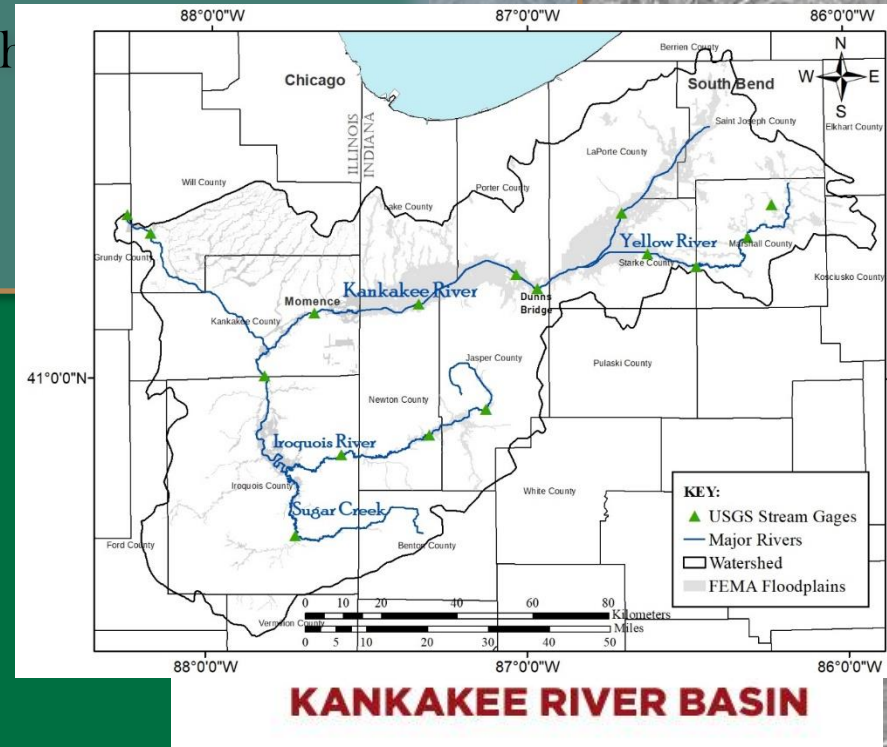 h
88°0'0"W
87°0'0"W
86°0'0"W
Berrien County
N
W
E
S
Chicago
South Bend
Saint Joseph County
Elkhart County
ILLINOIS
INDIANA
LaPorte County
Will County
Porter County
Lake County
Grundy County
Yellow River
Marshall County
Starke County
Kosciusko County
Kankakee River
Momence
Dunns
Bridge
Kankakee County
Jasper County
Pulaski County
41°0'0"N
Newton County
Iroquois River
Iroquois County
White County
Sugar Creek
Ford County
Benton County
KEY:
USGS Stream Gages
Major Rivers
Watershed
FEMA Floodplains
0 10 20 40 60 80
Kilometers
Vermilion County
Miles
0 5 10 20 30 40 50
88°0'0"W
87°0'0"W
86°0'0"W
KANKAKEE RIVER BASIN